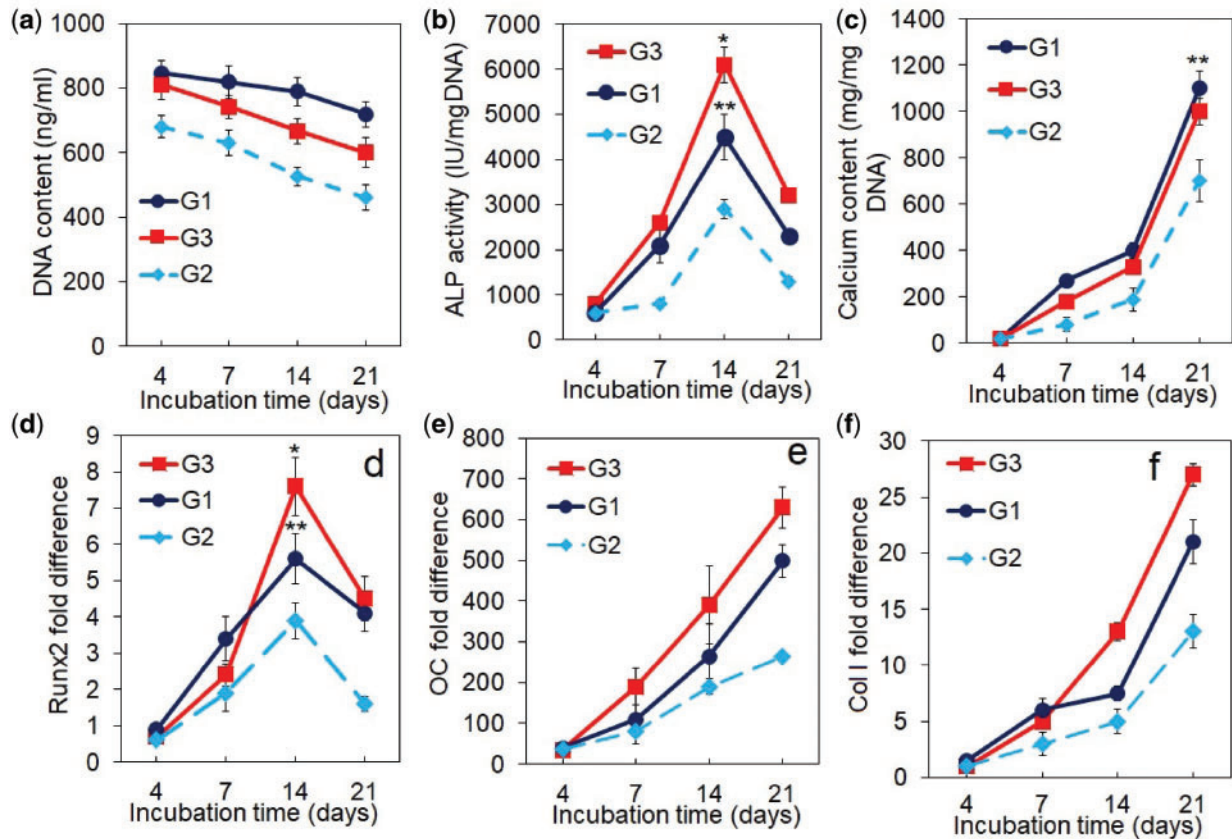 (a)
1000
800
600
400
200
0
DNA content (ng/ml)
G1
G3
G2
4 7 14 21
Incubation time (days)
(b)
7000
6000
5000
4000
3000
2000
1000
0
ALP activity (IU/mgDNA)
G3
G1
G2
*
**
4 7 14 21
Incubation time (days)
(c)
1400
1200
1000
800
600
400
200
0
Calcium content (mg/mg
DNA)
G1
G3
G2
**
4 7 14 21
Incubation time (days)
(d)
9
8
7
6
5
4
3
2
1
0
Runx2 fold difference
G3
G1
G2
*
**
d
4 7 14 21
Incubation time (days)
(e)
800
700
600
500
400
300
200
100
0
OC fold difference
G3
G1
G2
e
4 7 14 21
Incubation time (days)
(f)
30
25
20
15
10
5
0
Col I fold difference
G3
G1
G2
f
4 7 14 21
Incubation time (days)